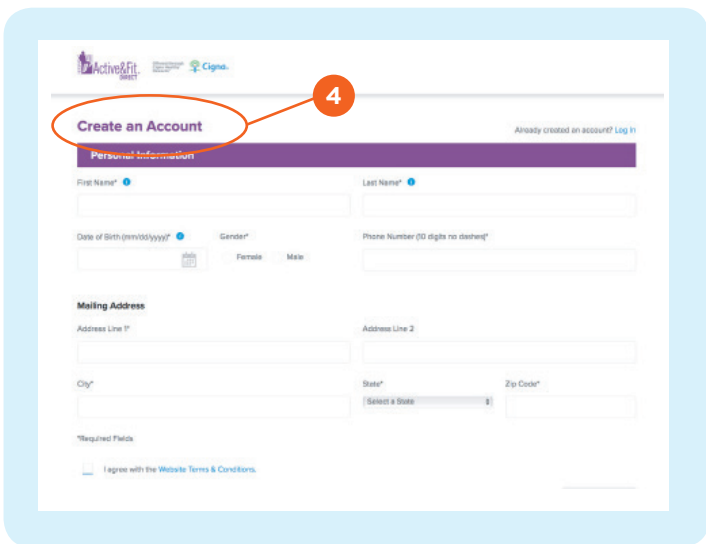 Active&Fit
DIRECT
Cigna.
4
Create an Account
Already created an account? Log in
Personal Information
First Name*
Last Name*
Date of Birth (mm/dd/yyyy)*
Gender*
Phone Number (10 digits no dashes)*
Female
Male
Mailing Address
Address Line 1*
Address Line 2
City*
State*
Zip Code*
Select a State
*Required Fields
I agree with the Website Terms & Conditions.